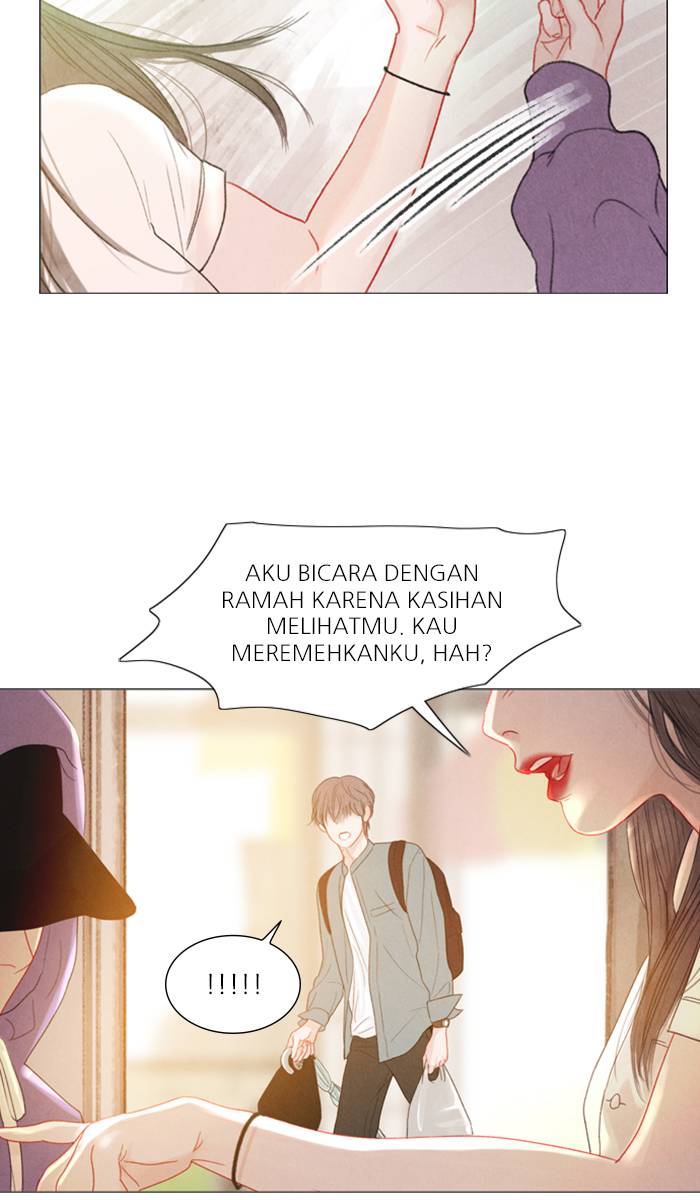 AKU BICARA DENGAN
RAMAH KARENA KASIHAN
MELIHATMU. KAU
MEREMEHKANKU, HAH?
!!!!!